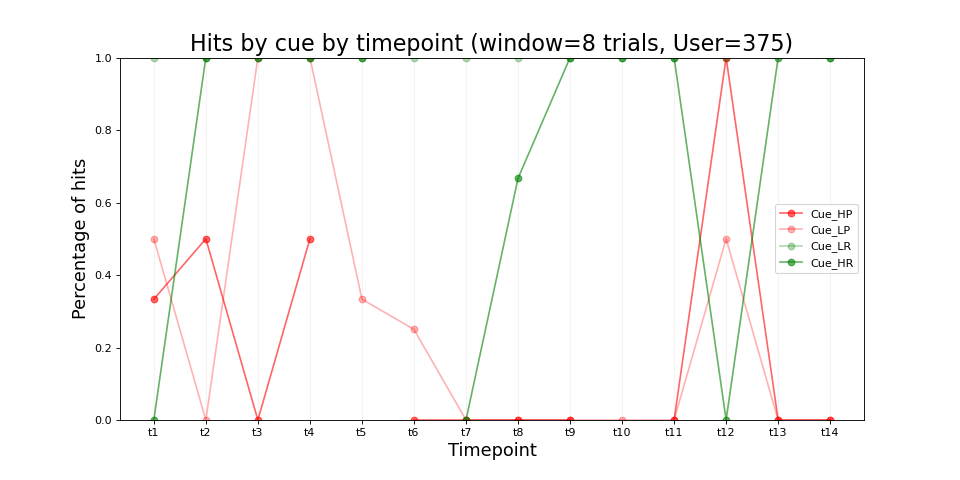 Hits by cue by timepoint (window=8 trials, User=375)
Percentage of hits
1.0
0.8
0.6
0.4
0.2
0.0
Cue_HP
Cue_LP
Cue_LR
Cue_HR
t1 t2 t3 t4 t5 t6 t7 t8 t9 t10 t11 t12 t13 t14
Timepoint